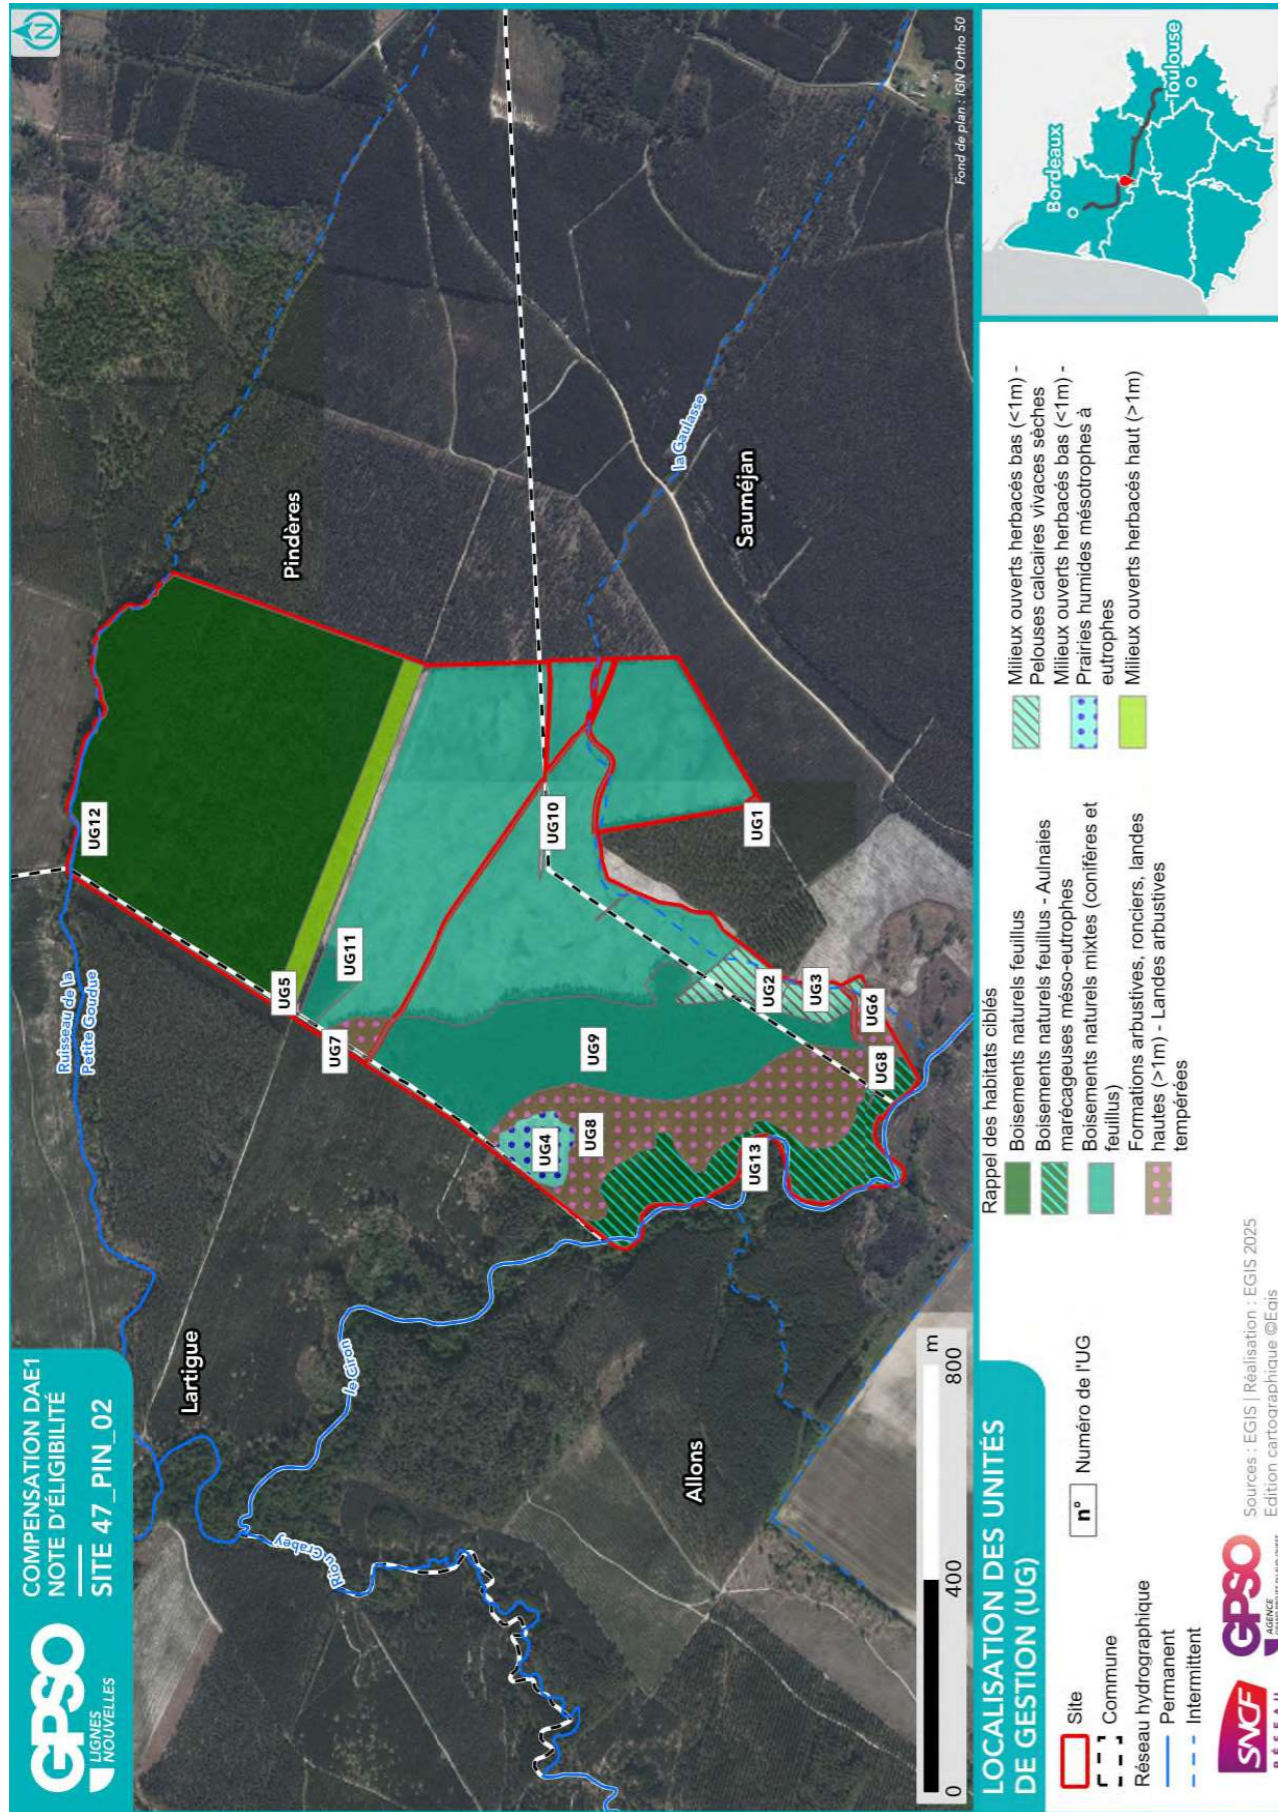 GPSO
LIGNES
NOUVELLES
COMPENSATION DAE1
NOTE D'ÉLIGIBILITÉ
SITE 47_PIN_02
N
Lartigue
Ruisseau de la
Petite Goudue
Riou Crabey
le Ciron
Allons
Pindères
Sauméjan
la Gaulasse
UG12
UG5
UG11
UG7
UG10
UG9
UG1
UG2
UG3
UG6
UG8
UG4
UG8
UG13
0 400 800 m
Fond de plan : IGN Ortho 50
LOCALISATION DES UNITÉS
DE GESTION (UG)
Site
Commune
Réseau hydrographique
Permanent
Intermittent
n° Numéro de l'UG
Rappel des habitats ciblés
Boisements naturels feuillus
Boisements naturels feuillus - Aulnaies
marécageuses méso-eutrophes
Boisements naturels mixtes (conifères et
feuillus)
Formations arbustives, ronciers, landes
hautes (>1m) - Landes arbustives
tempérées
Milieux ouverts herbacés bas (<1m) -
Pelouses calcaires vivaces sèches
Milieux ouverts herbacés bas (<1m) -
Prairies humides mésotrophes à
eutrophes
Milieux ouverts herbacés haut (>1m)
Bordeaux
Toulouse
SNCF
RÉSEAU
GPSO
AGENCE
Sources : EGIS | Réalisation : EGIS 2025
Edition cartographique ©Egis